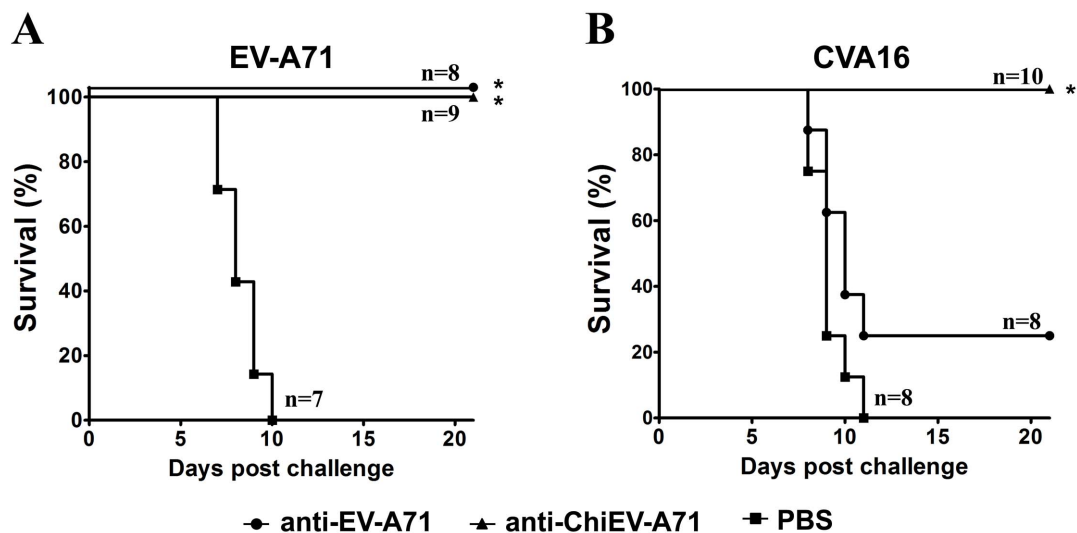 A
EV-A71
n=8
*
*
n=9
100
80
60
40
20
0
Survival (%)
n=7
0 5 10 15 20
Days post challenge
B
CVA16
n=10
*
100
80
60
40
20
0
Survival (%)
n=8
n=8
0 5 10 15 20
Days post challenge
anti-EV-A71 anti-ChiEV-A71 PBS